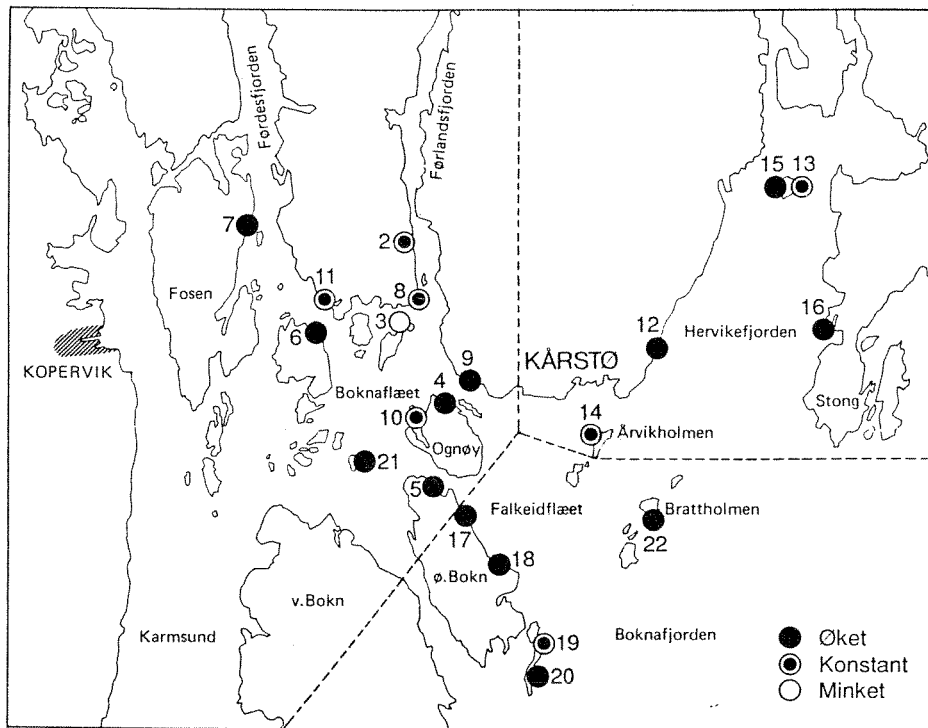 Førdesfjorden
Førlandsfjorden
15
13
7
2
Fosen
11
8
3
6
12
Hervikefjorden
16
KOPERVIK
9
KÅRSTØ
Boknaflæet
4
10
Stong
14
Årvikholmen
Ognøy
21
5
Falkeidflæet
Brattholmen
17
22
18
ø.Bokn
v.Bokn
Karmsund
19
Boknafjorden
20
Øket
Konstant
Minket